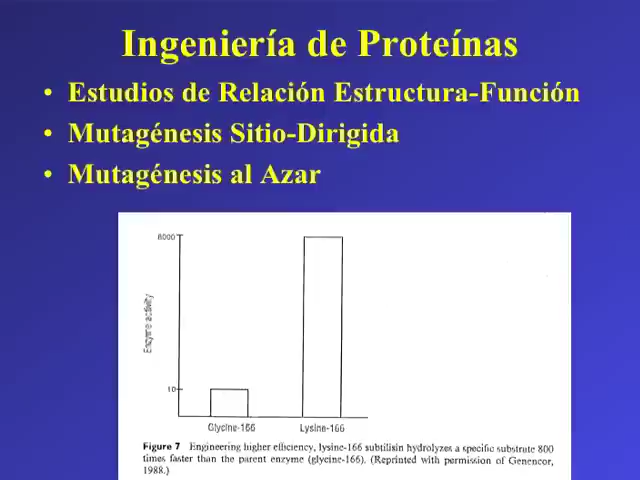 Ingeniería de Proteínas
• Estudios de Relación Estructura-Función
• Mutagénesis Sitio-Dirigida
• Mutagénesis al Azar
8000
Enzyme activity
10
Glycine-166 Lysine-166
Figure 7 Engineering higher efficiency, lysine-166 subtilisin hydrolyzes a specific substrate 800
times faster than the parent enzyme (glycine-166). (Reprinted with permission of Genencor,
1988.)